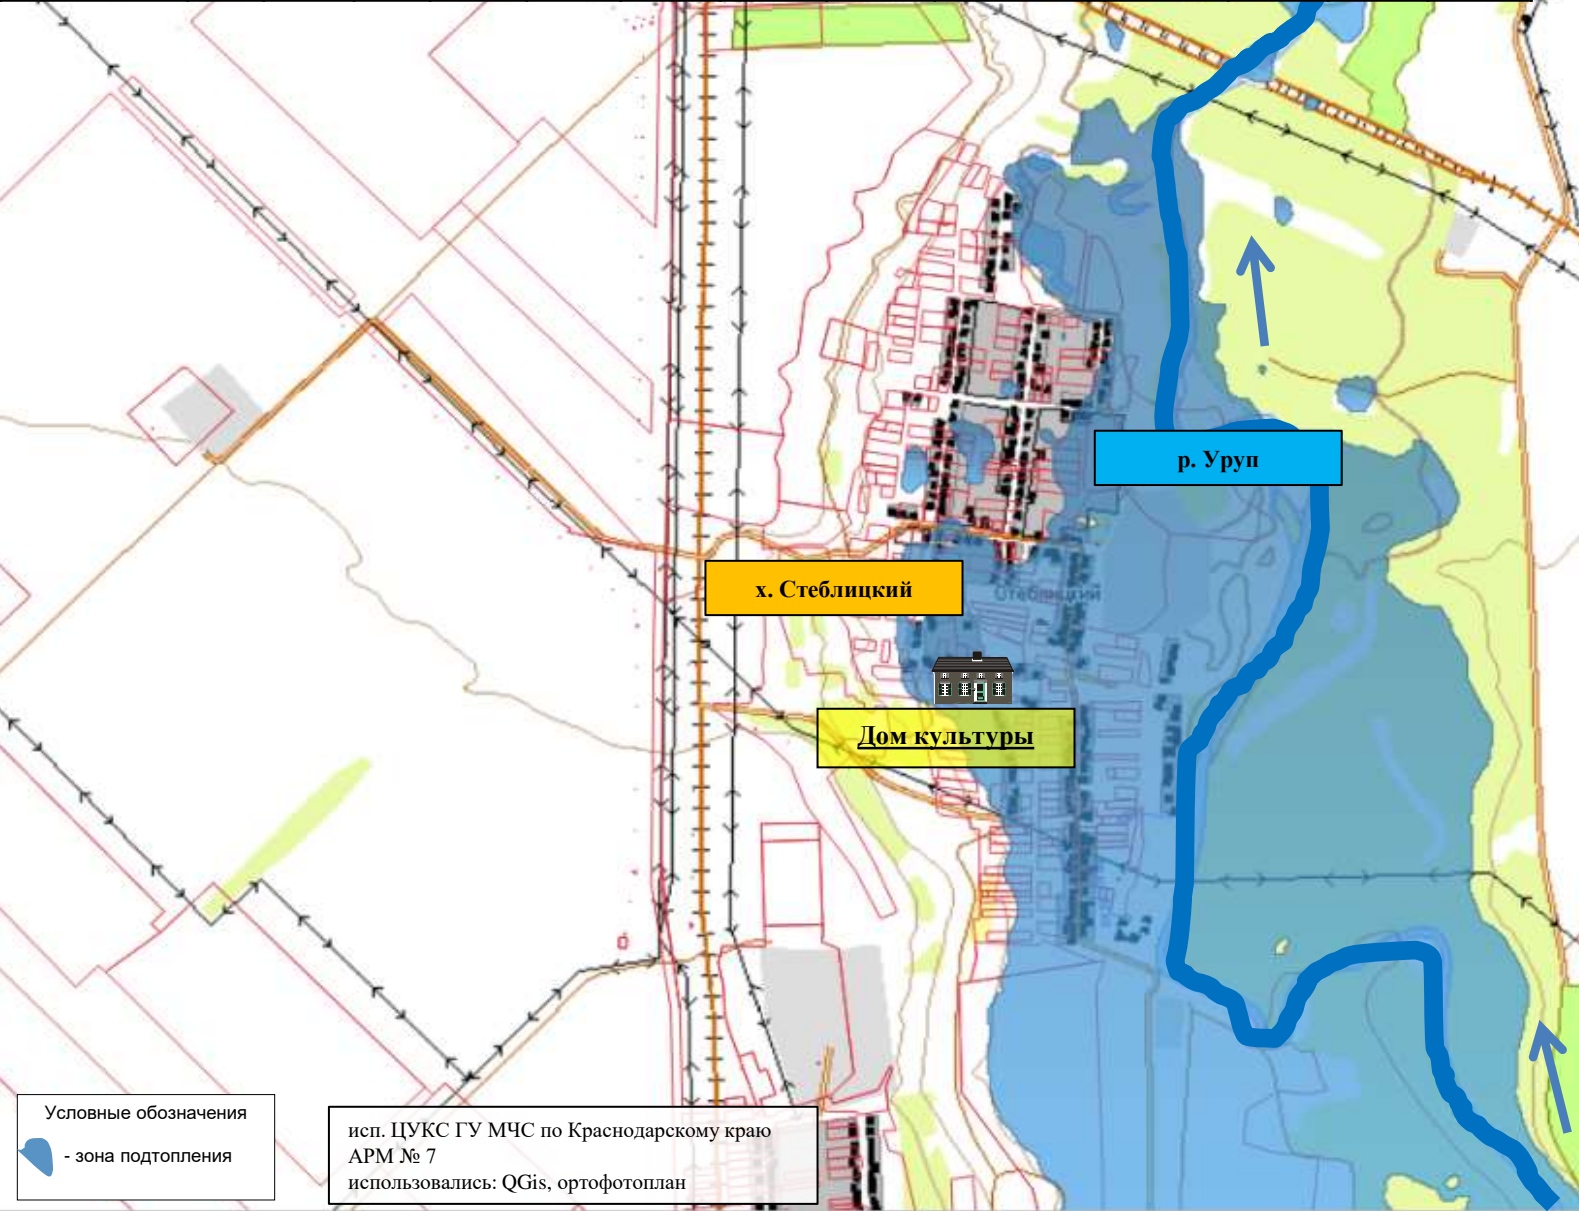 р. Уруп
х. Стеблицкий
Стеблицкий
Дом культуры
Условные обозначения
- зона подтопления
исп. ЦУКС ГУ МЧС по Краснодарскому краю
АРМ № 7
использовались: QGis, ортофотоплан